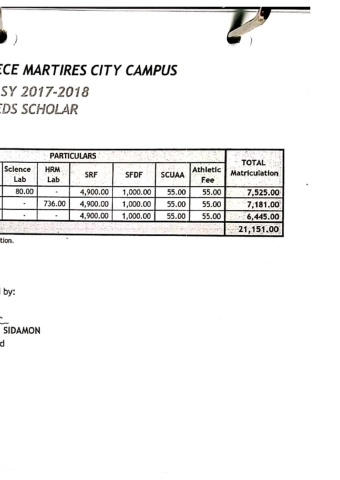 ECE MARTIRES CITY CAMPUS
SY 2017-2018
EDS SCHOLAR
PARTICULARS TOTAL Matriculation
Science Lab HRM Lab SRF SFDF SCUAA Athletic Fee
80.00 - 4,900.00 1,000.00 55.00 55.00 7,525.00
- 736.00 4,900.00 1,000.00 55.00 55.00 7,181.00
- - 4,900.00 1,000.00 55.00 55.00 6,445.00
21,151.00
tion.
by:
SIDAMON
d